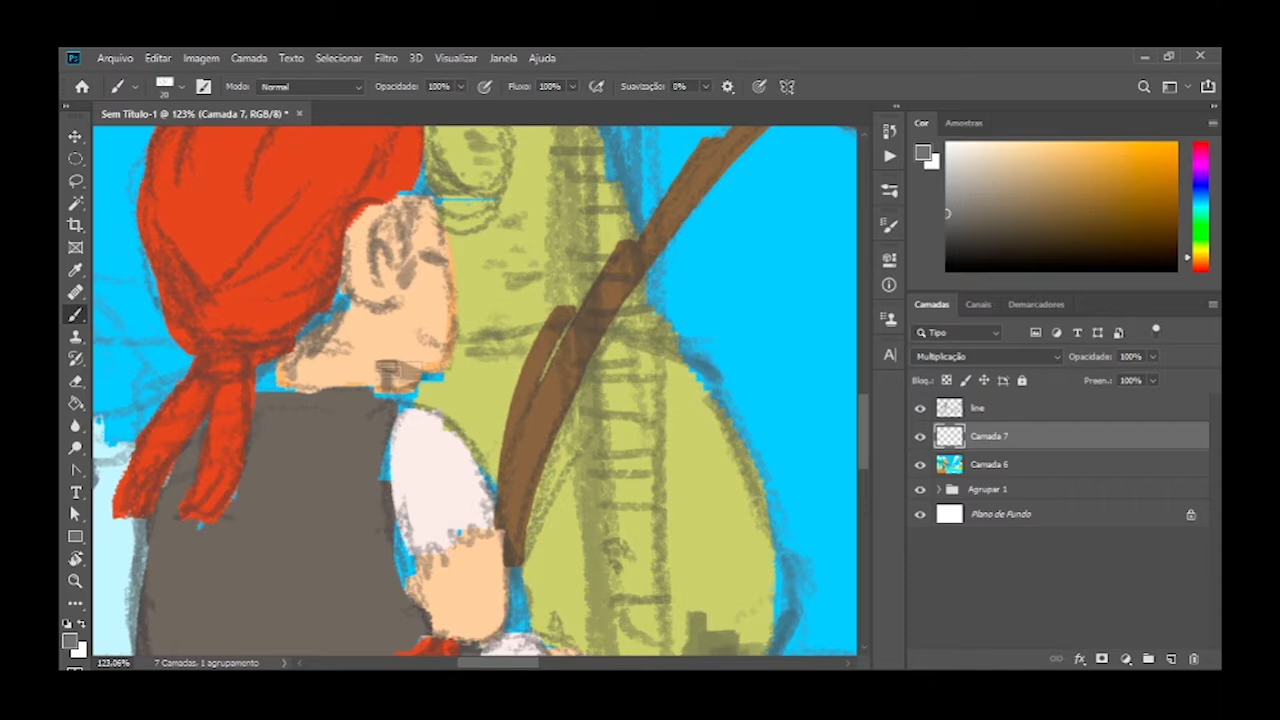 Ps Arquivo Editar Imagem Camada Texto Selecionar Filtro 3D Visualizar Janela Ajuda
20 Modo: Normal Opacidade: 100% Fluxo: 100% Suavização: 0%
Sem Título-1 @ 123% (Camada 7, RGB/8) * ×
Cor Amostras
Camadas Canais Demarcadores
Tipo
Multiplicação Opacidade: 100%
Bloq.: Preen.: 100%
line
Camada 7
Camada 6
Agrupar 1
Plano de Fundo
123,06% 7 Camadas, 1 agrupamento